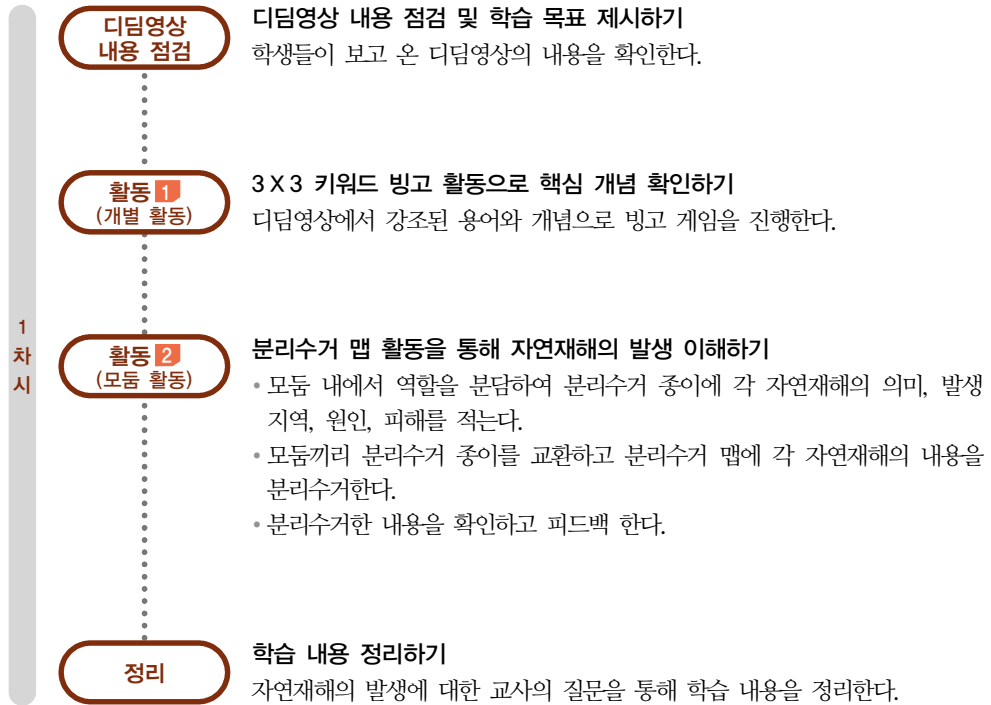 1
차
시
디딤영상
내용 점검
디딤영상 내용 점검 및 학습 목표 제시하기
학생들이 보고 온 디딤영상의 내용을 확인한다.
활동 1
(개별 활동)
3 X 3 키워드 빙고 활동으로 핵심 개념 확인하기
디딤영상에서 강조된 용어와 개념으로 빙고 게임을 진행한다.
활동 2
(모둠 활동)
분리수거 맵 활동을 통해 자연재해의 발생 이해하기
• 모둠 내에서 역할을 분담하여 분리수거 종이에 각 자연재해의 의미, 발생
지역, 원인, 피해를 적는다.
• 모둠끼리 분리수거 종이를 교환하고 분리수거 맵에 각 자연재해의 내용을
분리수거한다.
• 분리수거한 내용을 확인하고 피드백 한다.
정리
학습 내용 정리하기
자연재해의 발생에 대한 교사의 질문을 통해 학습 내용을 정리한다.